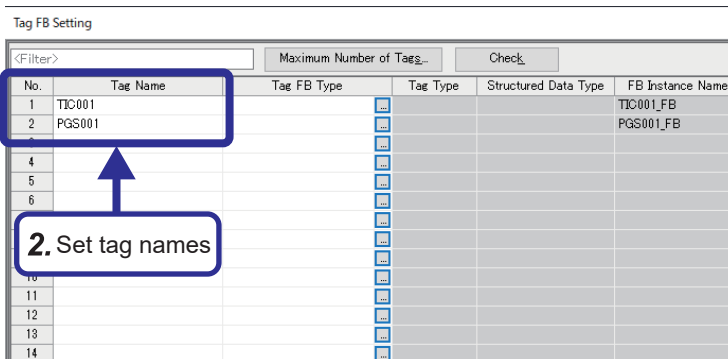 Tag FB Setting
<Filter> Maximum Number of Tags... Check
No. Tag Name Tag FB Type Tag Type Structured Data Type FB Instance Name
1 TIC001 ... TIC001_FB
2 PGS001 ... PGS001_FB
...
4 ...
5 ...
6 ...
...
2. Set tag names ...
...
10 ...
11 ...
12 ...
13 ...
14 ...